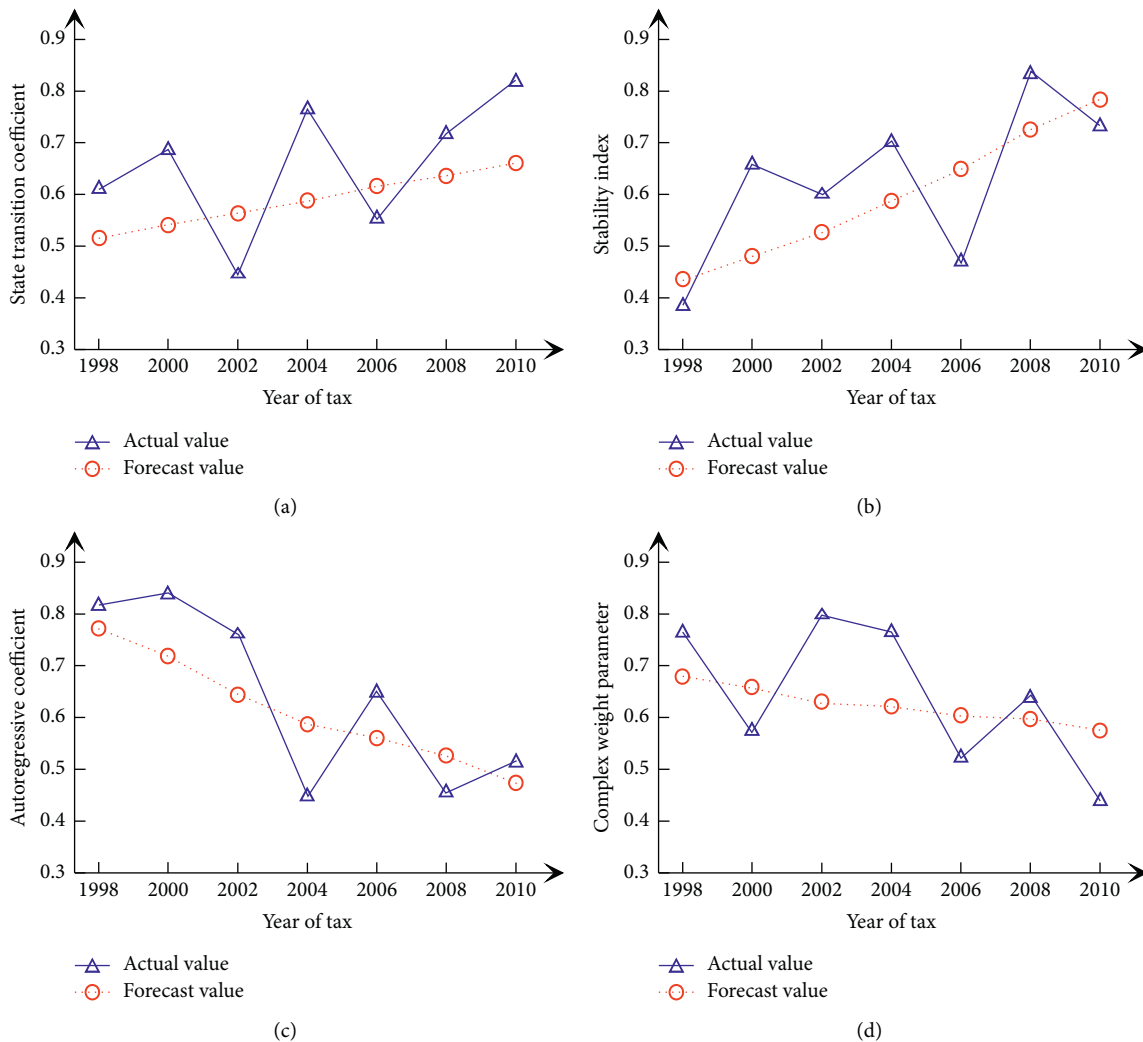 State transition coefficient
0.9
0.8
0.7
0.6
0.5
0.4
0.3
1998 2000 2002 2004 2006 2008 2010
Year of tax
Actual value
Forecast value
(a)
Stability index
0.9
0.8
0.7
0.6
0.5
0.4
0.3
1998 2000 2002 2004 2006 2008 2010
Year of tax
Actual value
Forecast value
(b)
Autoregressive coefficient
0.9
0.8
0.7
0.6
0.5
0.4
0.3
1998 2000 2002 2004 2006 2008 2010
Year of tax
Actual value
Forecast value
(c)
Complex weight parameter
0.9
0.8
0.7
0.6
0.5
0.4
0.3
1998 2000 2002 2004 2006 2008 2010
Year of tax
Actual value
Forecast value
(d)